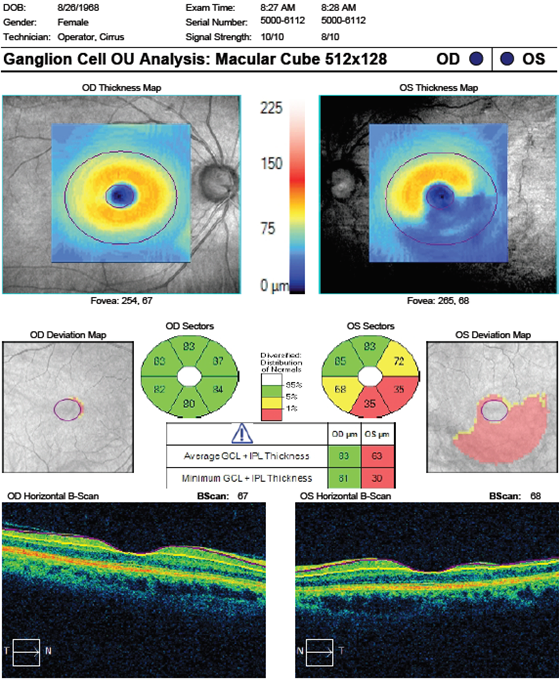 DOB: 8/26/1968 Exam Time: 8:27 AM 8:28 AM
Gender: Female Serial Number: 5000-6112 5000-6112
Technician: Operator, Cirrus Signal Strength: 10/10 8/10
Ganglion Cell OU Analysis: Macular Cube 512x128 OD OS
OD Thickness Map OS Thickness Map
225
150
75
0 µm
Fovea: 254, 67 Fovea: 265, 68
OD Deviation Map OD Sectors OS Sectors OS Deviation Map
Diversified:
Distribution
of Normals
95%
5%
1%
83
83 87
82 84
80
83
85 72
68 35
35
OD µm OS µm
Average GCL + IPL Thickness 83 63
Minimum GCL + IPL Thickness 81 30
OD Horizontal B-Scan BScan: 67 OS Horizontal B-Scan BScan: 68
T N N T